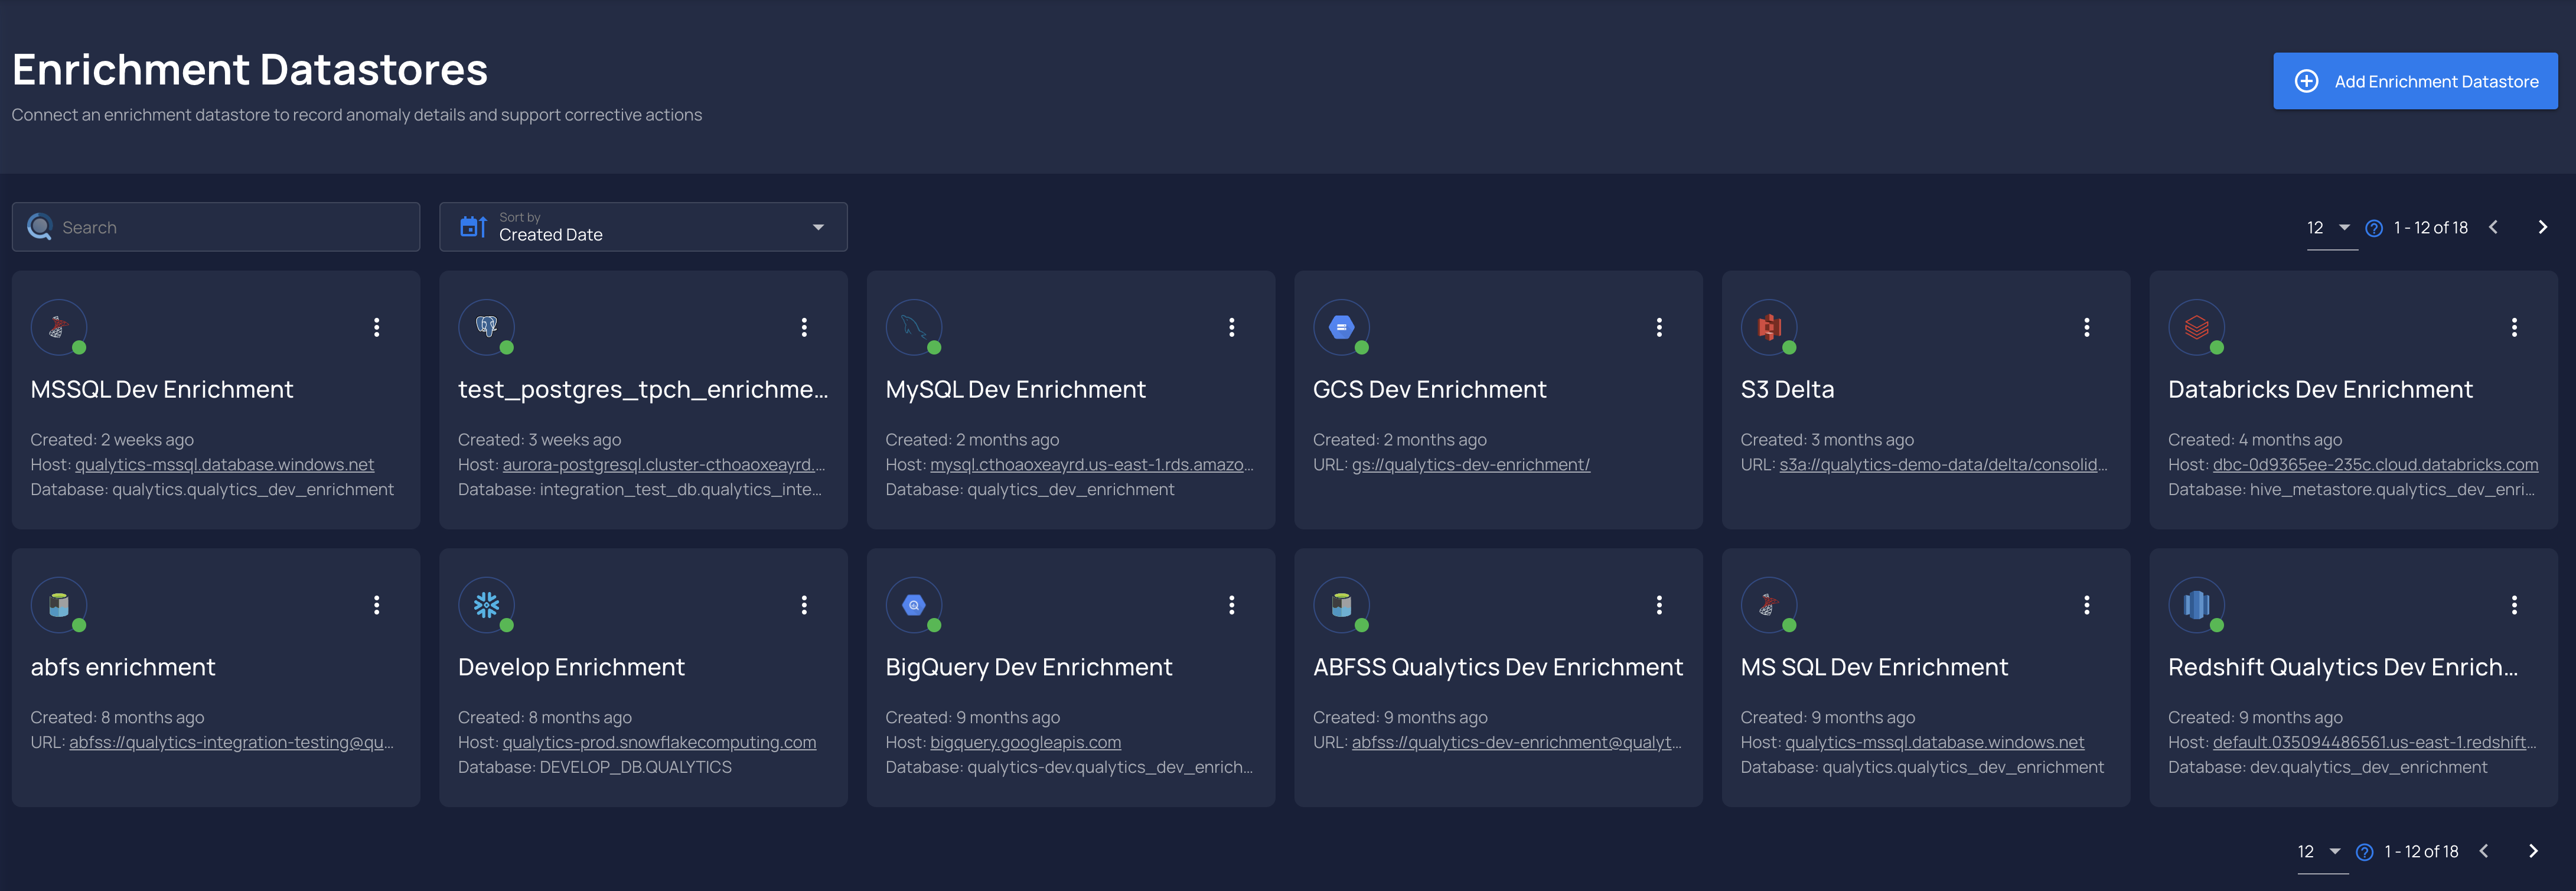 Enrichment Datastores
Connect an enrichment datastore to record anomaly details and support corrective actions
Add Enrichment Datastore
Search
Sort by
Created Date
12
1 - 12 of 18
MSSQL Dev Enrichment
Created: 2 weeks ago
Host: qualytics-mssql.database.windows.net
Database: qualytics.qualytics_dev_enrichment
test_postgres_tpch_enrichme...
Created: 3 weeks ago
Host: aurora-postgresql.cluster-cthoaoxeayrd....
Database: integration_test_db.qualytics_inte...
MySQL Dev Enrichment
Created: 2 months ago
Host: mysql.cthoaoxeayrd.us-east-1.rds.amazo...
Database: qualytics_dev_enrichment
GCS Dev Enrichment
Created: 2 months ago
URL: gs://qualytics-dev-enrichment/
S3 Delta
Created: 3 months ago
URL: s3a://qualytics-demo-data/delta/consolid...
Databricks Dev Enrichment
Created: 4 months ago
Host: dbc-0d9365ee-235c.cloud.databricks.com
Database: hive_metastore.qualytics_dev_enri...
abfs enrichment
Created: 8 months ago
URL: abfss://qualytics-integration-testing@qu...
Develop Enrichment
Created: 8 months ago
Host: qualytics-prod.snowflakecomputing.com
Database: DEVELOP_DB.QUALYTICS
BigQuery Dev Enrichment
Created: 9 months ago
Host: bigquery.googleapis.com
Database: qualytics-dev.qualytics_dev_enrich...
ABFSS Qualytics Dev Enrichment
Created: 9 months ago
URL: abfss://qualytics-dev-enrichment@qualyt...
MS SQL Dev Enrichment
Created: 9 months ago
Host: qualytics-mssql.database.windows.net
Database: qualytics.qualytics_dev_enrichment
Redshift Qualytics Dev Enrich...
Created: 9 months ago
Host: default.035094486561.us-east-1.redshift...
Database: dev.qualytics_dev_enrichment
12
1 - 12 of 18